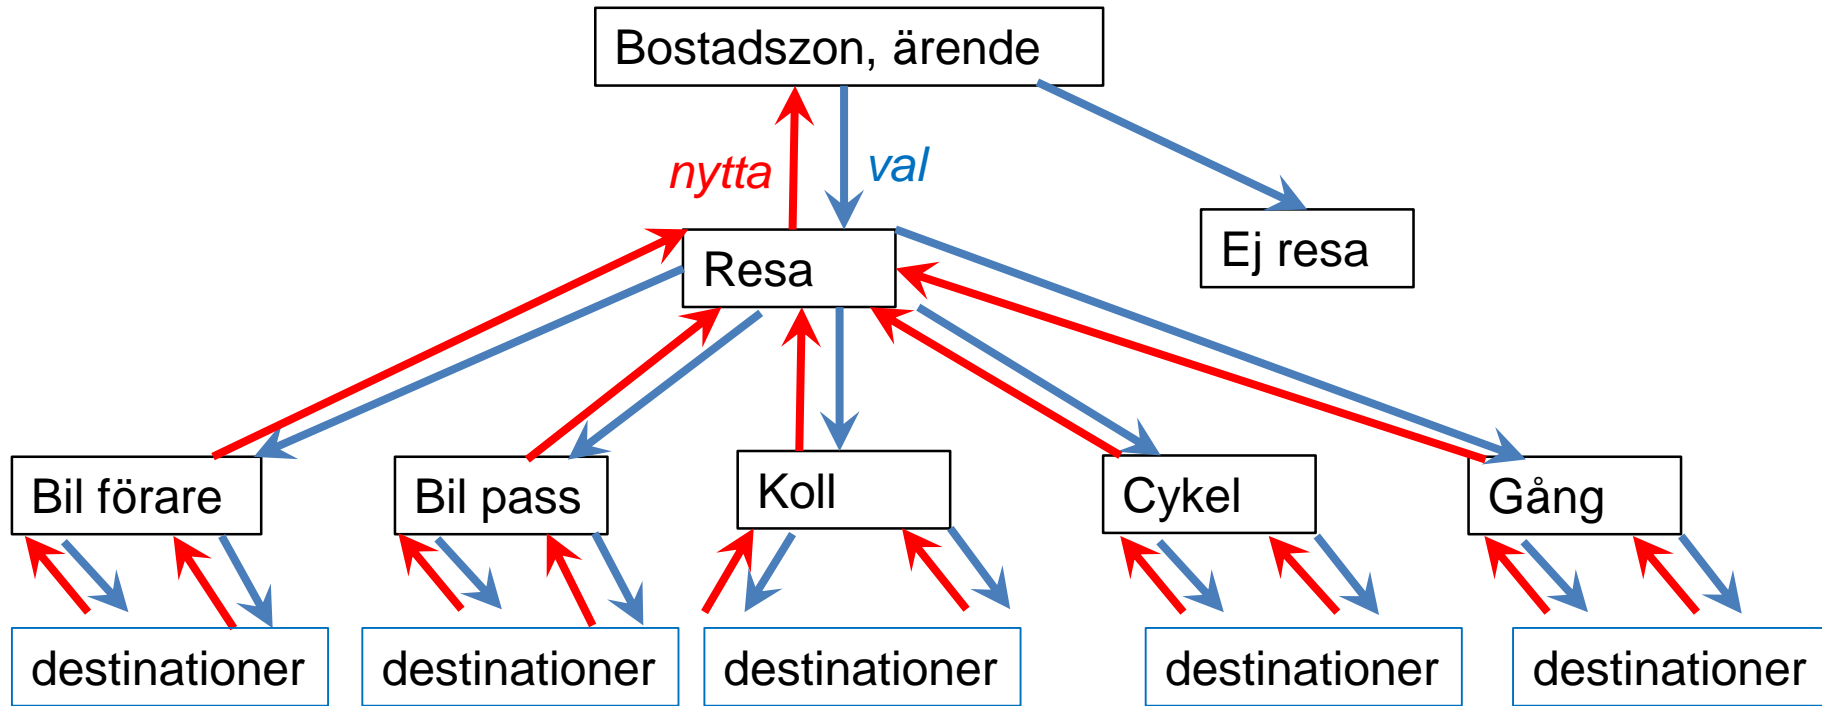 Bostadszon, ärende
nytta
val
Ej resa
Resa
Bil förare
Bil pass
Koll
Cykel
Gång
destinationer
destinationer
destinationer
destinationer
destinationer